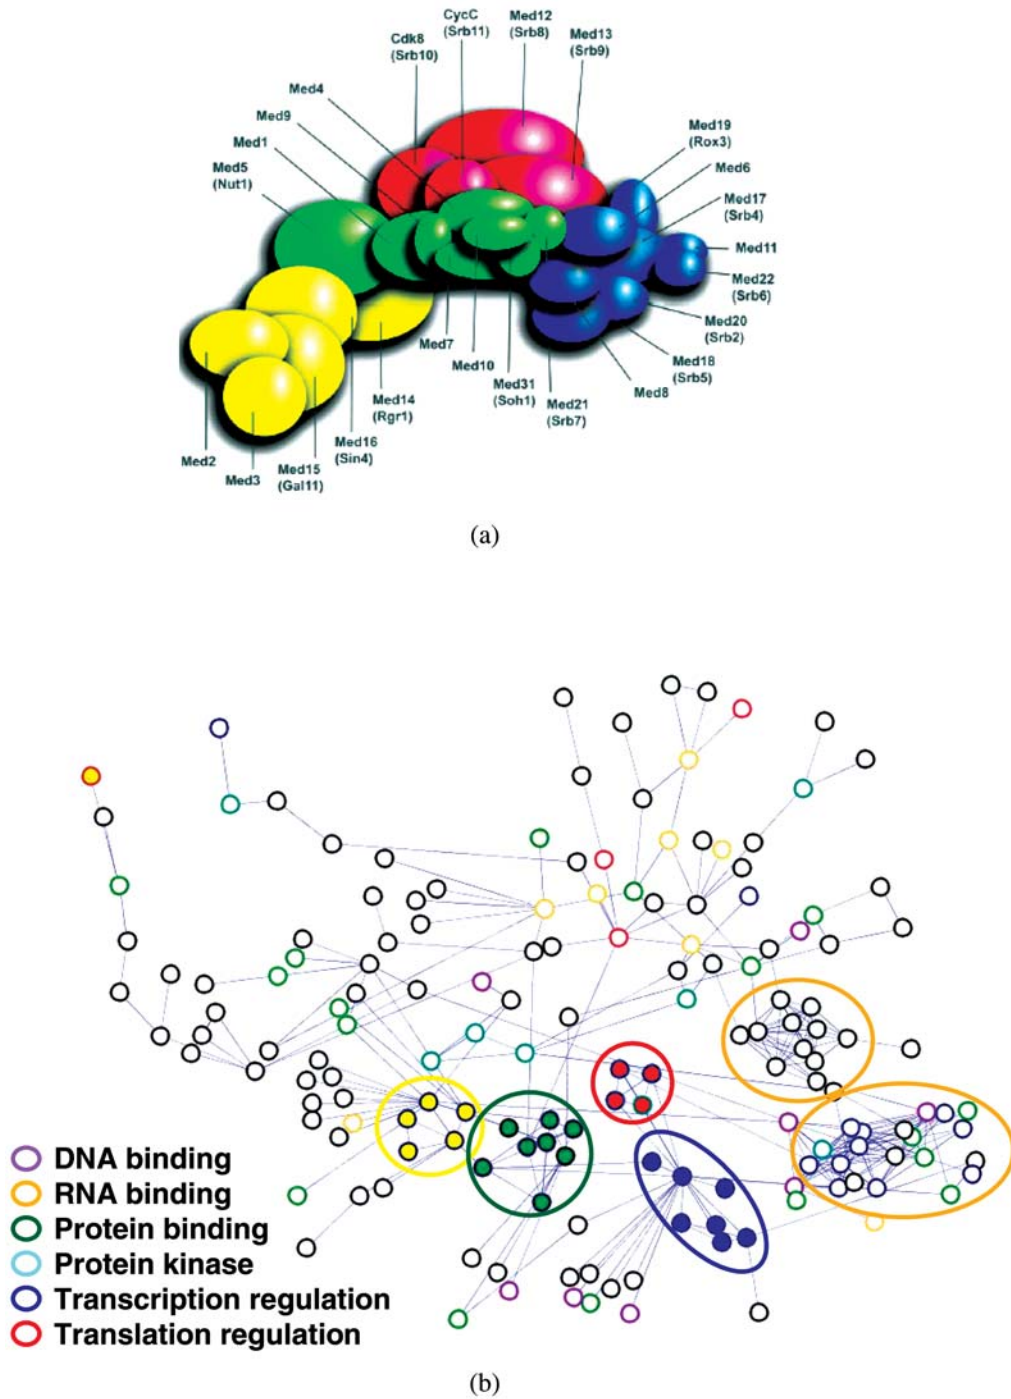 CycC
(Srb11)
Med12
(Srb8)
Cdk8
(Srb10)
Med13
(Srb9)
Med4
Med9
Med1
Med5
(Nut1)
Med19
(Rox3)
Med6
Med17
(Srb4)
Med11
Med22
(Srb6)
Med20
(Srb2)
Med18
(Srb5)
Med8
Med7
Med10
Med31
(Soh1)
Med21
(Srb7)
Med14
(Rgr1)
Med16
(Sin4)
Med2
Med3
Med15
(Gal11)
(a)
DNA binding
RNA binding
Protein binding
Protein kinase
Transcription regulation
Translation regulation
(b)